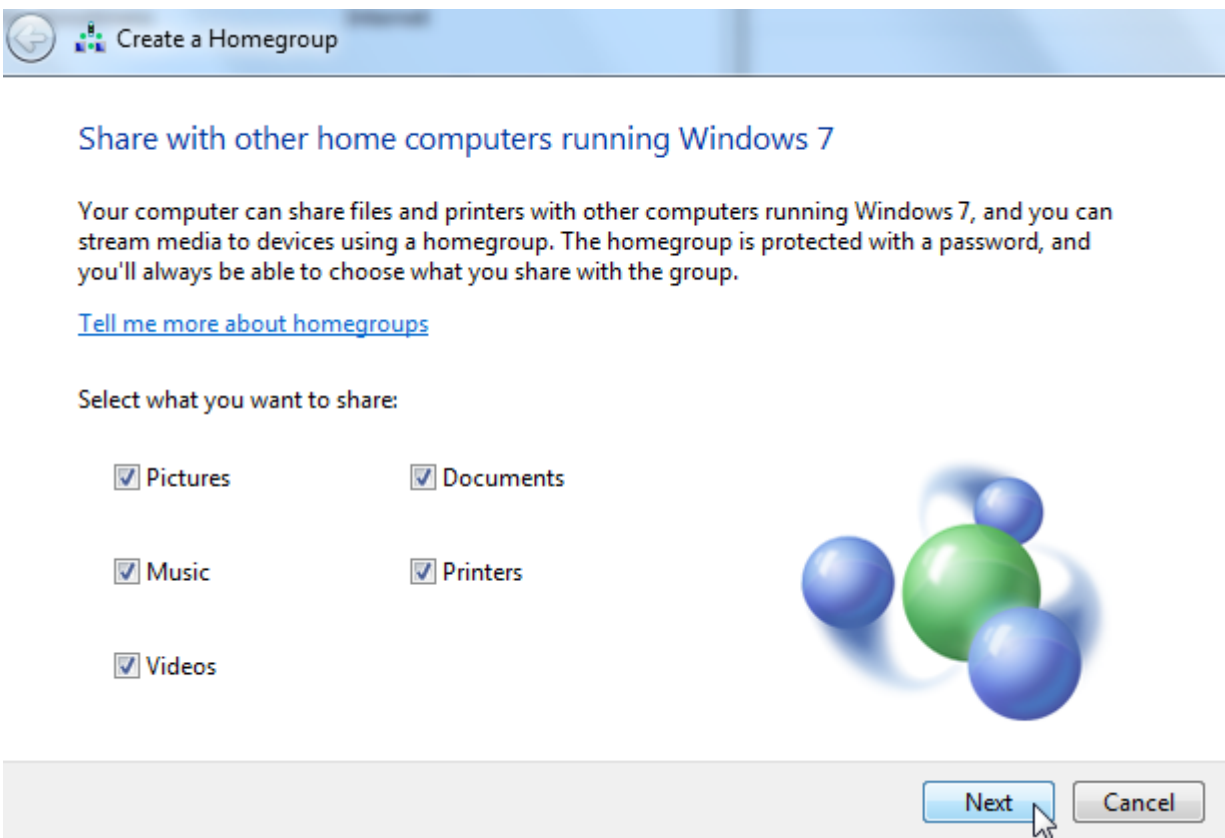 Create a Homegroup
Share with other home computers running Windows 7
Your computer can share files and printers with other computers running Windows 7, and you can
stream media to devices using a homegroup. The homegroup is protected with a password, and
you'll always be able to choose what you share with the group.
Tell me more about homegroups
Select what you want to share:
Pictures
Documents
Music
Printers
Videos
Next
Cancel